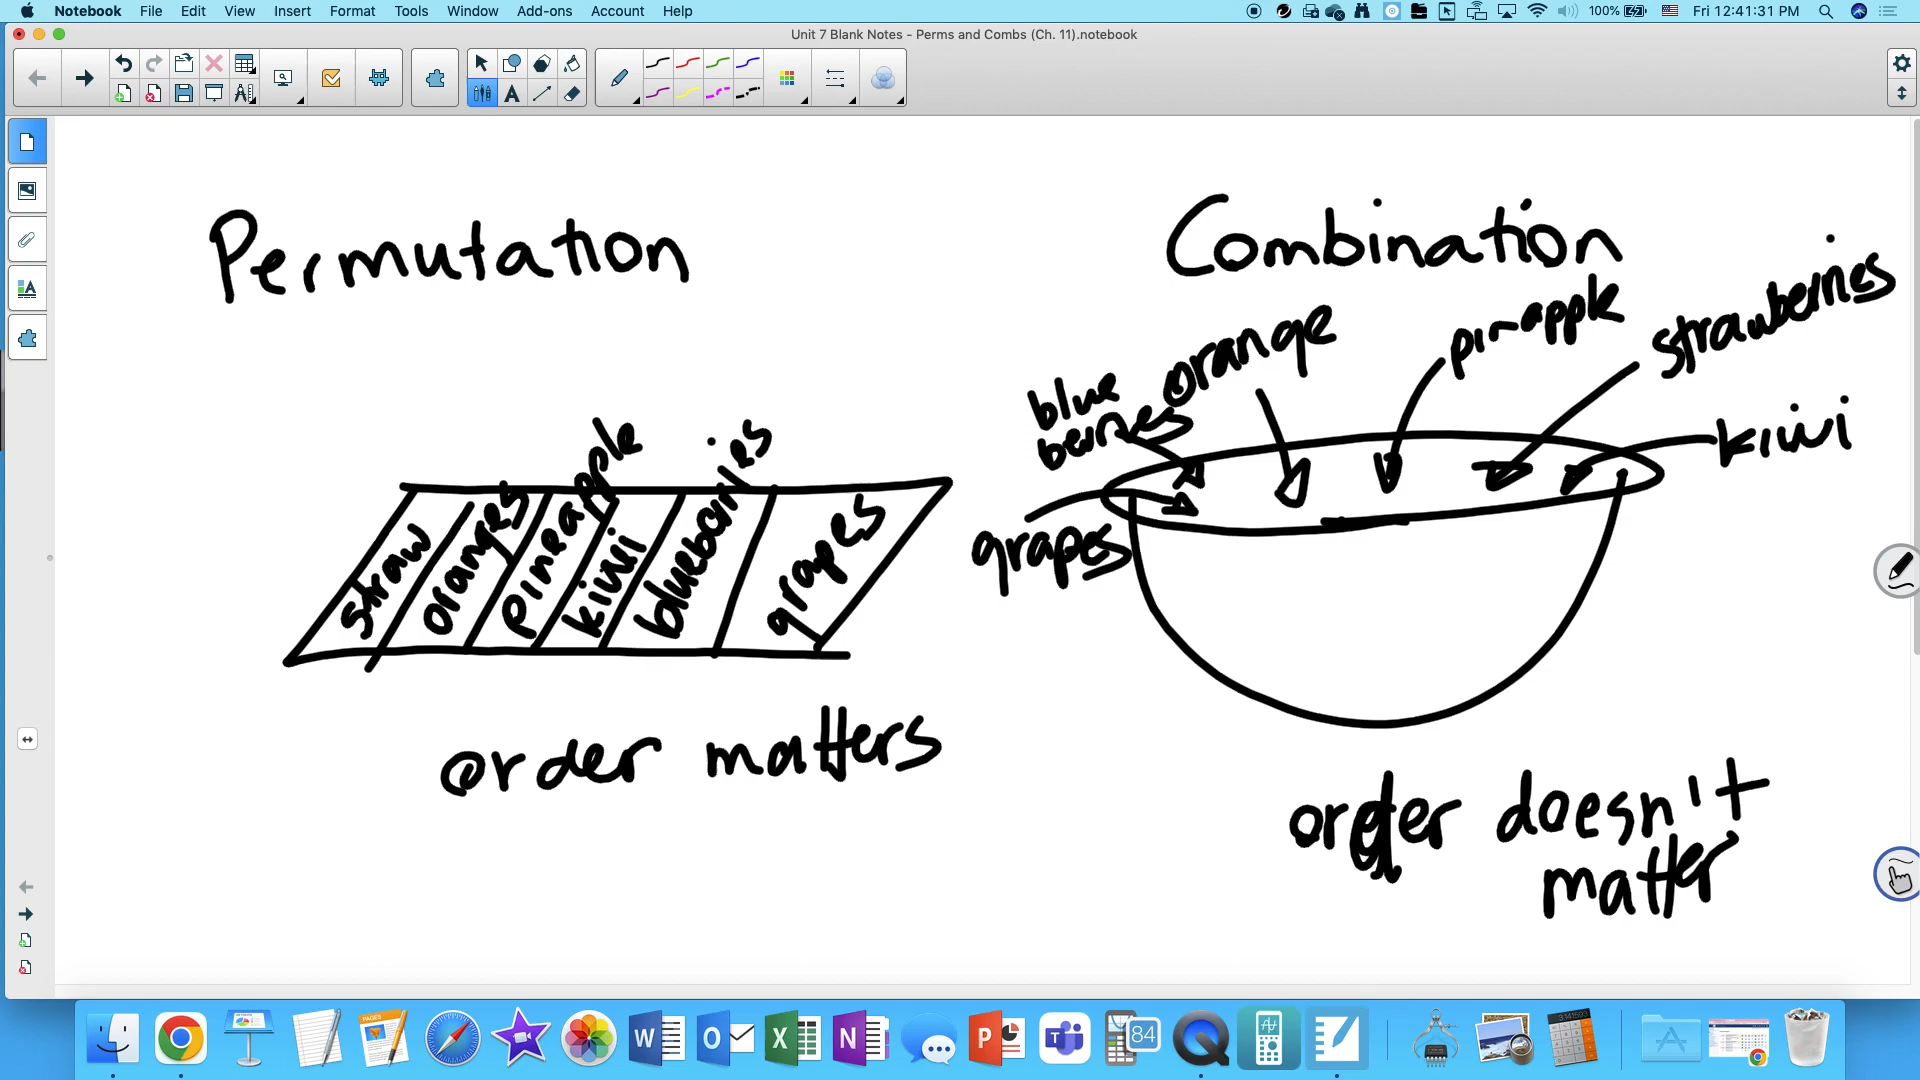 Notebook File Edit View Insert Format Tools Window Add-ons Account Help
100% Fri 12:41:31 PM
Unit 7 Blank Notes - Perms and Combs (Ch. 11).notebook
Permutation
Combination
blue
berries
orange
pinapple
strawberries
kiwi
grapes
straw
oranges
pineapple
kiwi
blueberries
grapes
order matters
order doesn't
matter